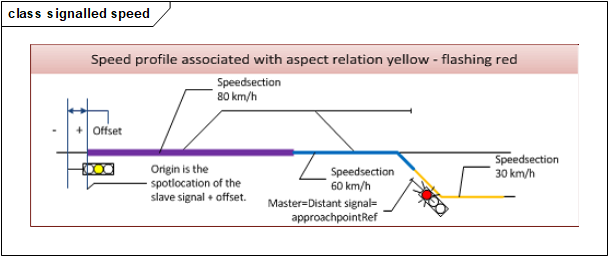 class signalled speed
Speed profile associated with aspect relation yellow - flashing red
Speedsection
80 km/h
- + Offset
Origin is the
spotlocation of the
slave signal + offset.
Speedsection
60 km/h
Speedsection
30 km/h
Master=Distant signal=
approachpointRef